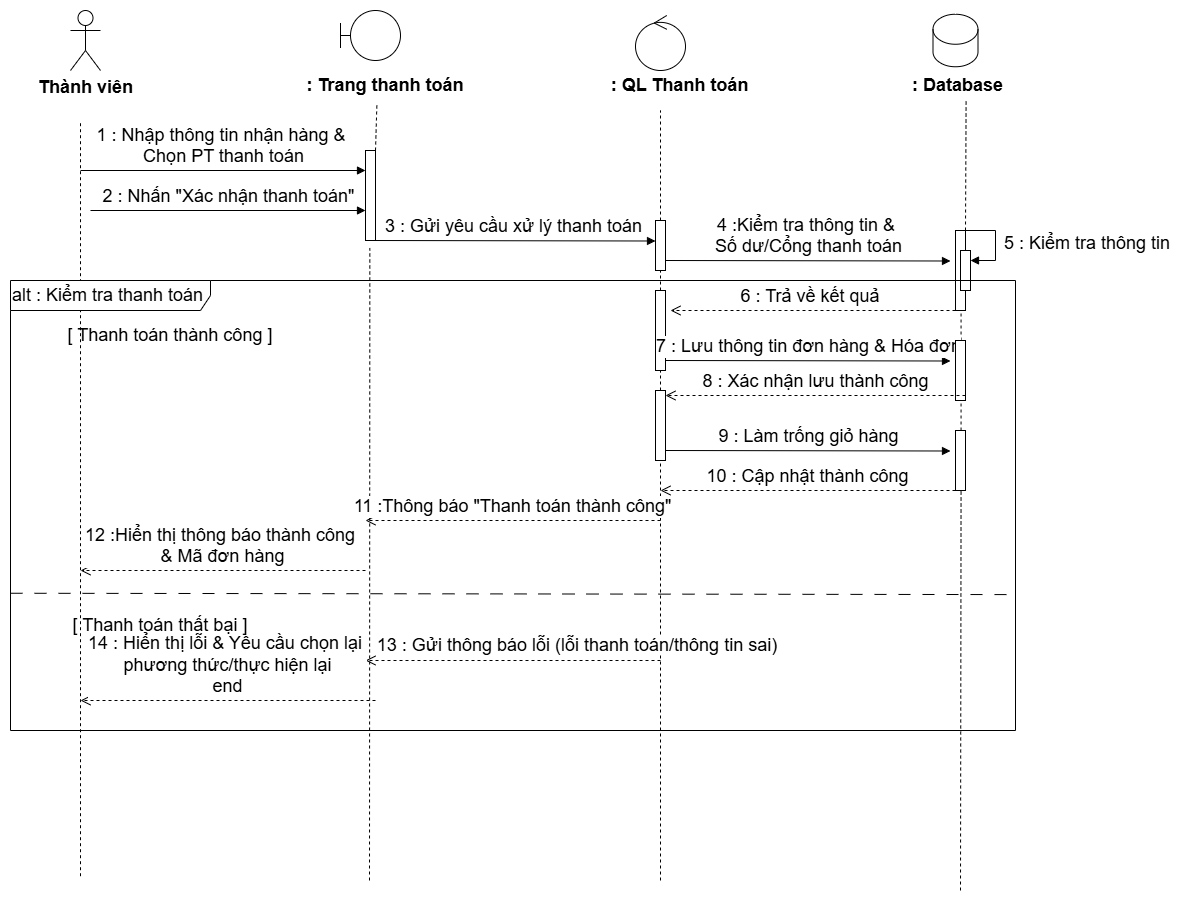 Thành viên
: Trang thanh toán
: QL Thanh toán
: Database
1 : Nhập thông tin nhận hàng &
Chọn PT thanh toán
2 : Nhấn "Xác nhận thanh toán"
3 : Gửi yêu cầu xử lý thanh toán
4 :Kiểm tra thông tin &
Số dư/Cổng thanh toán
5 : Kiểm tra thông tin
alt : Kiểm tra thanh toán
6 : Trả về kết quả
[ Thanh toán thành công ]
7 : Lưu thông tin đơn hàng & Hóa đơn
8 : Xác nhận lưu thành công
9 : Làm trống giỏ hàng
10 : Cập nhật thành công
11 :Thông báo "Thanh toán thành công"
12 :Hiển thị thông báo thành công
& Mã đơn hàng
[ Thanh toán thất bại ]
13 : Gửi thông báo lỗi (lỗi thanh toán/thông tin sai)
14 : Hiển thị lỗi & Yêu cầu chọn lại
phương thức/thực hiện lại
end